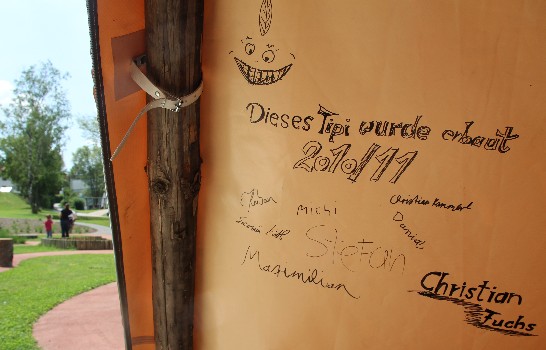 Dieses Tipi wurde erbaut
2010/11
Michi
Christian
Daniel
Stefan
Maximilian
Christian
Fuchs